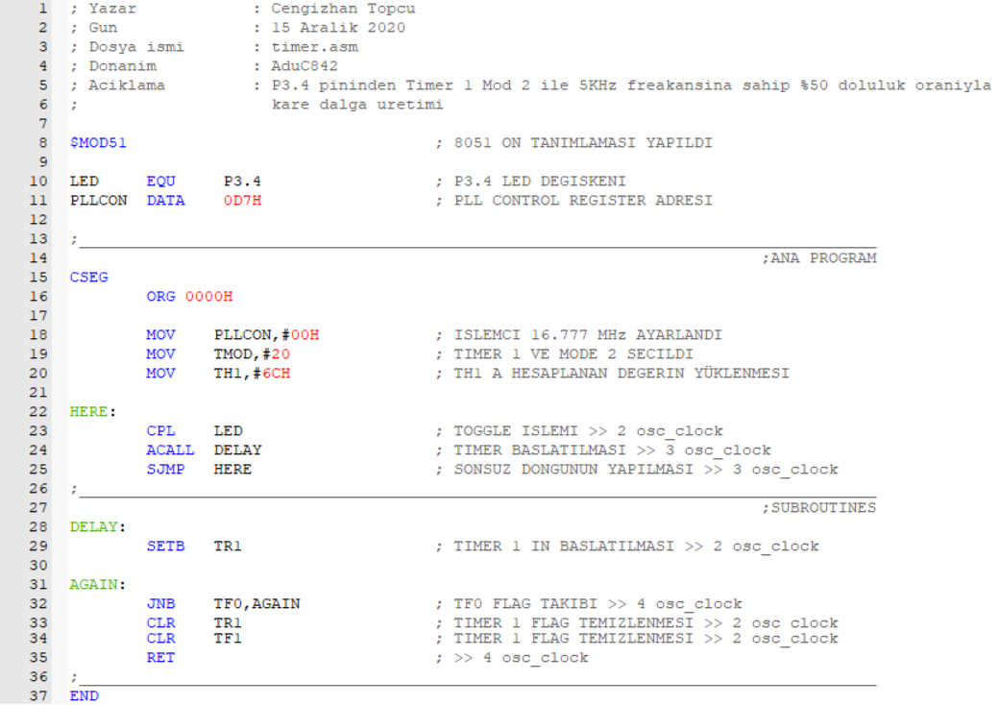 1 ; Yazar : Cengizhan Topcu
2 ; Gun : 15 Aralik 2020
3 ; Dosya ismi : timer.asm
4 ; Donanim : AduC842
5 ; Aciklama : P3.4 pininden Timer 1 Mod 2 ile 5KHz freakansina sahip %50 doluluk oraniyla
6 ; kare dalga uretimi
7
8 $MOD51 ; 8051 ON TANIMLAMASI YAPILDI
9
10 LED EQU P3.4 ; P3.4 LED DEGISKENI
11 PLLCON DATA 0D7H ; PLL CONTROL REGISTER ADRESI
12
13 ;
14 ;ANA PROGRAM
15 CSEG
16 ORG 0000H
17
18 MOV PLLCON,#00H ; ISLEMCI 16.777 MHz AYARLANDI
19 MOV TMOD,#20 ; TIMER 1 VE MODE 2 SECILDI
20 MOV TH1,#6CH ; TH1 A HESAPLANAN DEGERIN YÜKLENMESI
21
22 HERE:
23 CPL LED ; TOGGLE ISLEMI >> 2 osc_clock
24 ACALL DELAY ; TIMER BASLATILMASI >> 3 osc_clock
25 SJMP HERE ; SONSUZ DONGUNUN YAPILMASI >> 3 osc_clock
26 ;
27 ;SUBROUTINES
28 DELAY:
29 SETB TR1 ; TIMER 1 IN BASLATILMASI >> 2 osc_clock
30
31 AGAIN:
32 JNB TF0,AGAIN ; TF0 FLAG TAKIBI >> 4 osc_clock
33 CLR TR1 ; TIMER 1 FLAG TEMIZLENMESI >> 2 osc_clock
34 CLR TF1 ; TIMER 1 FLAG TEMIZLENMESI >> 2 osc_clock
35 RET ; >> 4 osc_clock
36 ;
37 END